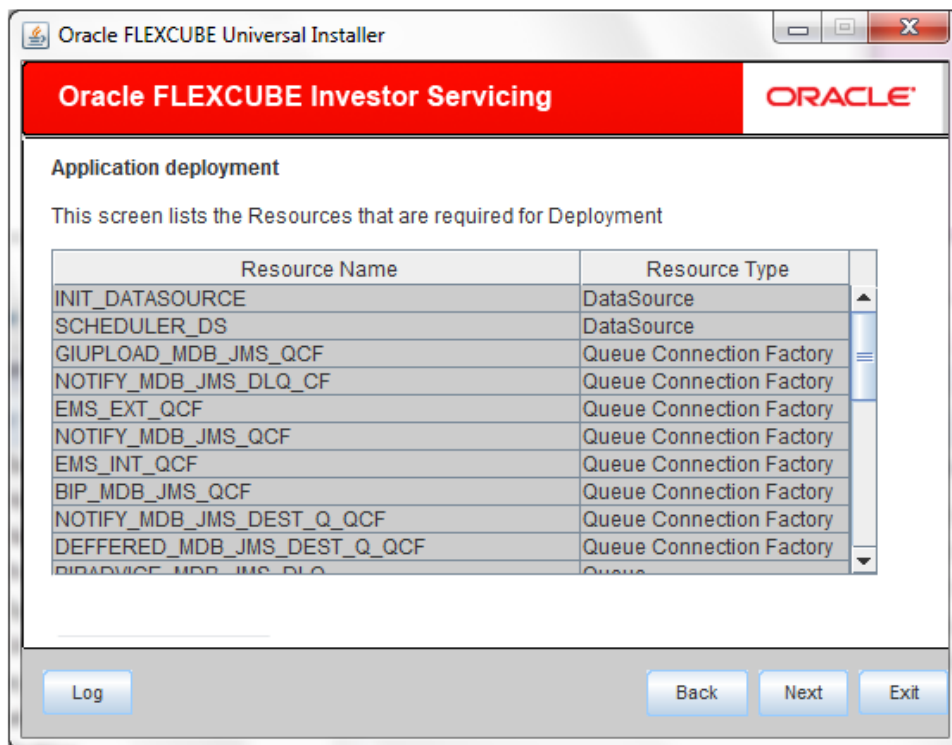 Oracle FLEXCUBE Universal Installer
Oracle FLEXCUBE Investor Servicing
ORACLE
Application deployment
This screen lists the Resources that are required for Deployment
Resource Name Resource Type
INIT_DATASOURCE DataSource
SCHEDULER_DS DataSource
GIUPLOAD_MDB_JMS_QCF Queue Connection Factory
NOTIFY_MDB_JMS_DLQ_CF Queue Connection Factory
EMS_EXT_QCF Queue Connection Factory
NOTIFY_MDB_JMS_QCF Queue Connection Factory
EMS_INT_QCF Queue Connection Factory
BIP_MDB_JMS_QCF Queue Connection Factory
NOTIFY_MDB_JMS_DEST_Q_QCF Queue Connection Factory
DEFFERED_MDB_JMS_DEST_Q_QCF Queue Connection Factory
BIPADVICE_MDB_JMS_DLQ Queue
Log Back Next Exit